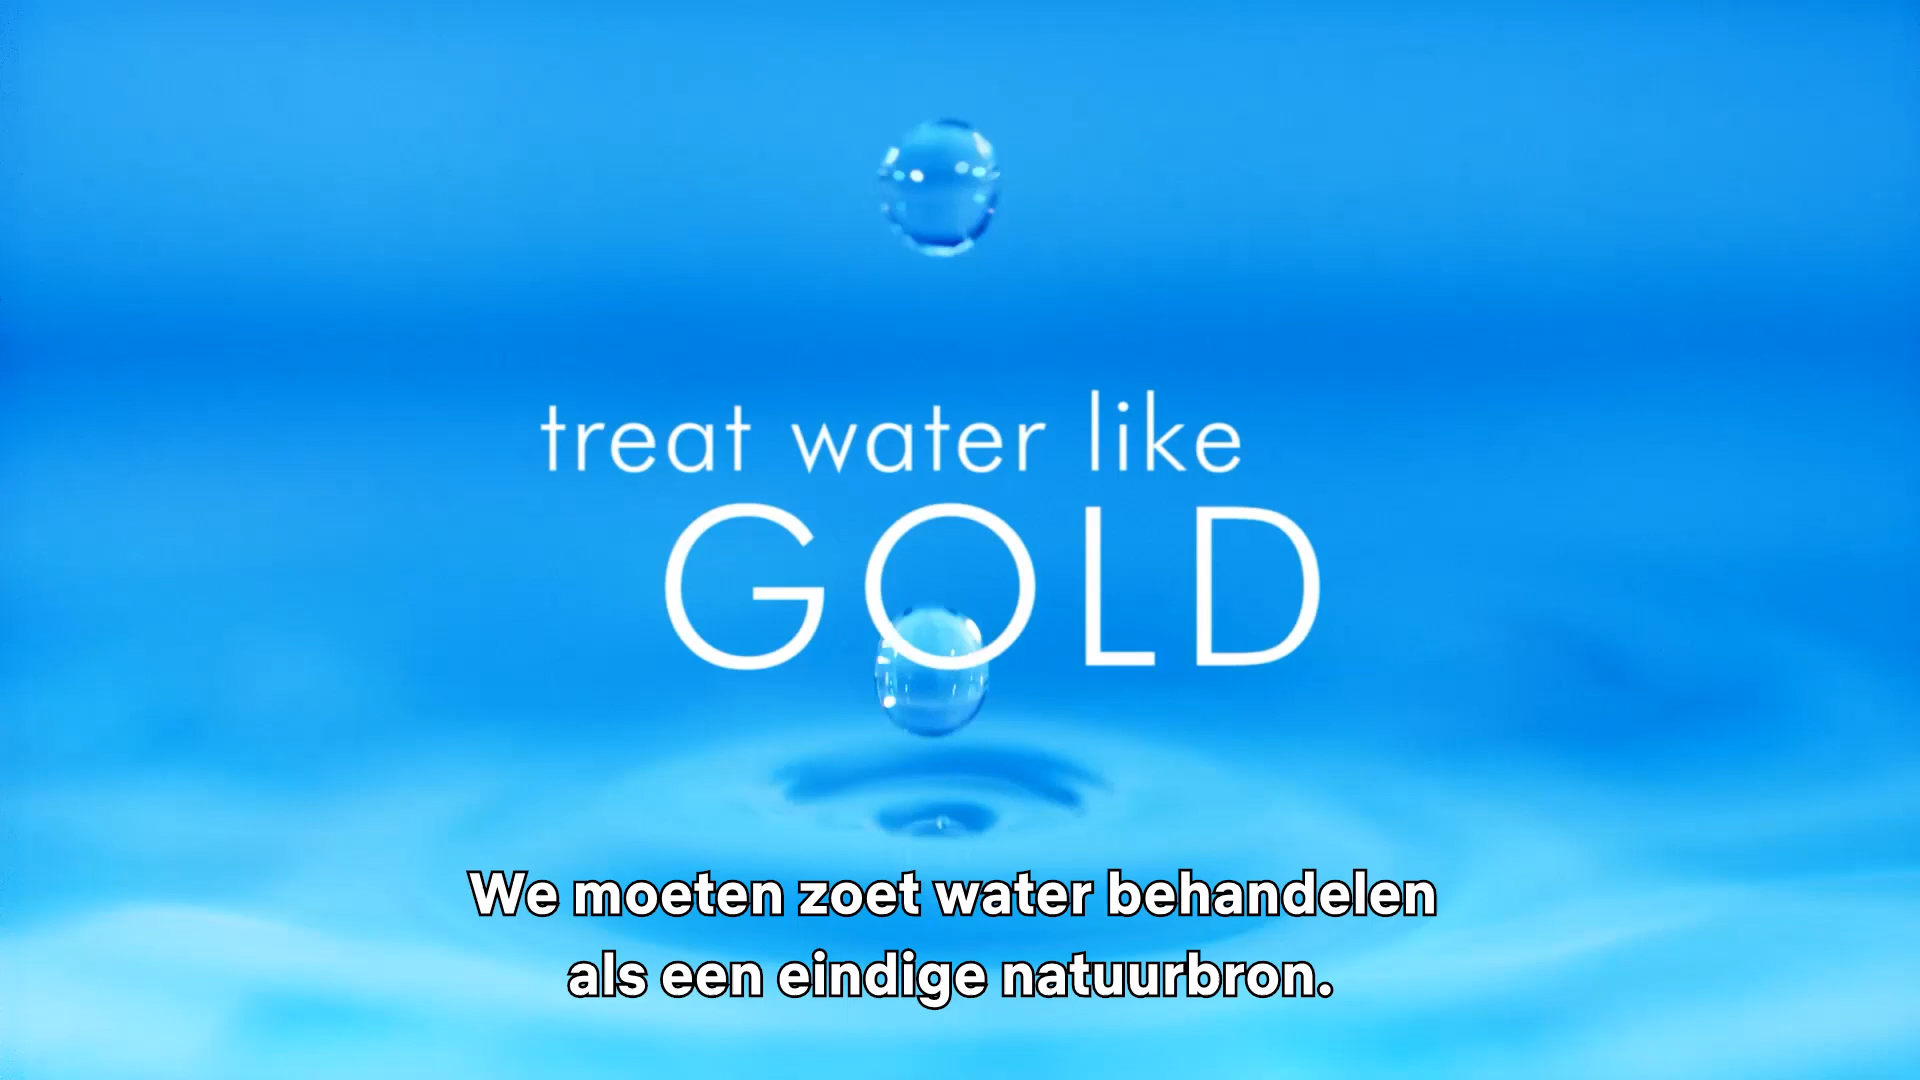 treat water like
GOLD
We moeten zoet water behandelen
als een eindige natuurbron.